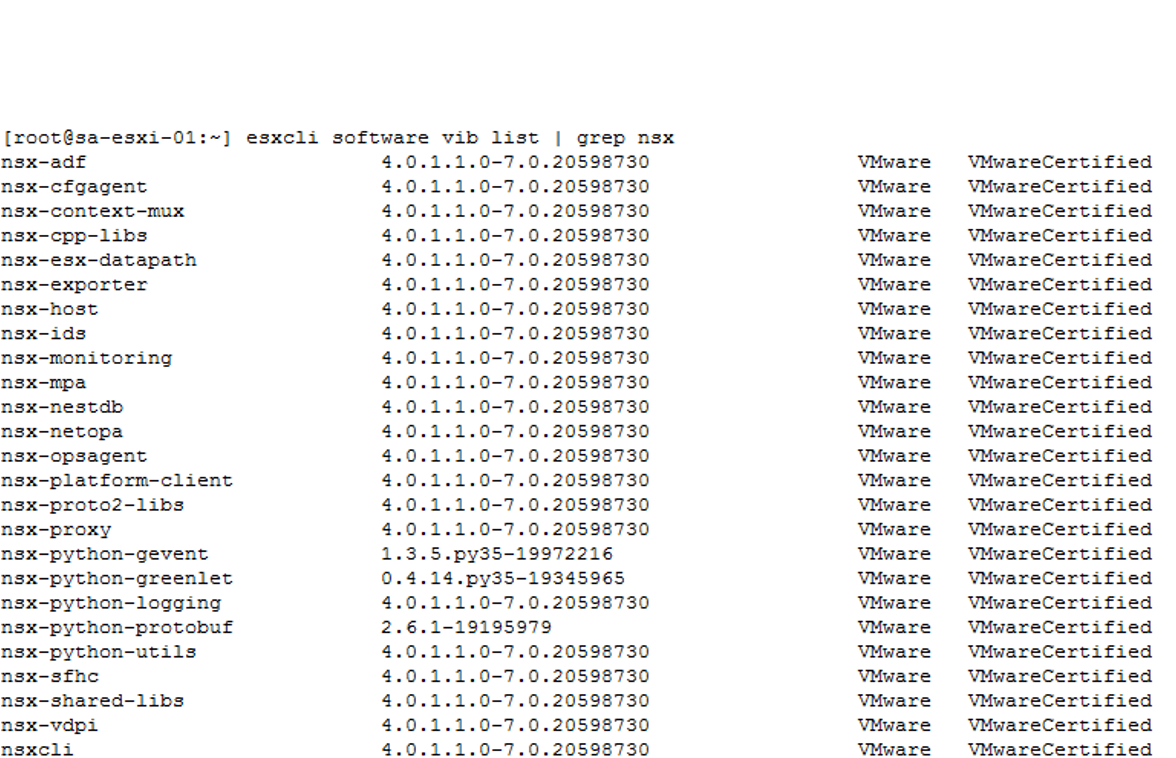 [root@sa-esxi-01:~] esxcli software vib list | grep nsx
nsx-adf 4.0.1.1.0-7.0.20598730 VMware VMwareCertified
nsx-cfgagent 4.0.1.1.0-7.0.20598730 VMware VMwareCertified
nsx-context-mux 4.0.1.1.0-7.0.20598730 VMware VMwareCertified
nsx-cpp-libs 4.0.1.1.0-7.0.20598730 VMware VMwareCertified
nsx-esx-datapath 4.0.1.1.0-7.0.20598730 VMware VMwareCertified
nsx-exporter 4.0.1.1.0-7.0.20598730 VMware VMwareCertified
nsx-host 4.0.1.1.0-7.0.20598730 VMware VMwareCertified
nsx-ids 4.0.1.1.0-7.0.20598730 VMware VMwareCertified
nsx-monitoring 4.0.1.1.0-7.0.20598730 VMware VMwareCertified
nsx-mpa 4.0.1.1.0-7.0.20598730 VMware VMwareCertified
nsx-nestdb 4.0.1.1.0-7.0.20598730 VMware VMwareCertified
nsx-netopa 4.0.1.1.0-7.0.20598730 VMware VMwareCertified
nsx-opsagent 4.0.1.1.0-7.0.20598730 VMware VMwareCertified
nsx-platform-client 4.0.1.1.0-7.0.20598730 VMware VMwareCertified
nsx-proto2-libs 4.0.1.1.0-7.0.20598730 VMware VMwareCertified
nsx-proxy 4.0.1.1.0-7.0.20598730 VMware VMwareCertified
nsx-python-gevent 1.3.5.py35-19972216 VMware VMwareCertified
nsx-python-greenlet 0.4.14.py35-19345965 VMware VMwareCertified
nsx-python-logging 4.0.1.1.0-7.0.20598730 VMware VMwareCertified
nsx-python-protobuf 2.6.1-19195979 VMware VMwareCertified
nsx-python-utils 4.0.1.1.0-7.0.20598730 VMware VMwareCertified
nsx-sfhc 4.0.1.1.0-7.0.20598730 VMware VMwareCertified
nsx-shared-libs 4.0.1.1.0-7.0.20598730 VMware VMwareCertified
nsx-vdpi 4.0.1.1.0-7.0.20598730 VMware VMwareCertified
nsxcli 4.0.1.1.0-7.0.20598730 VMware VMwareCertified